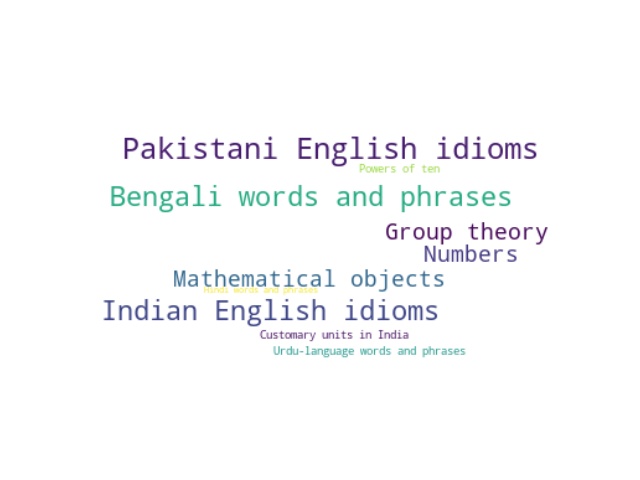 Pakistani English idioms
Powers of ten
Bengali words and phrases
Group theory
Numbers
Mathematical objects
Hindi words and phrases
Indian English idioms
Customary units in India
Urdu-language words and phrases